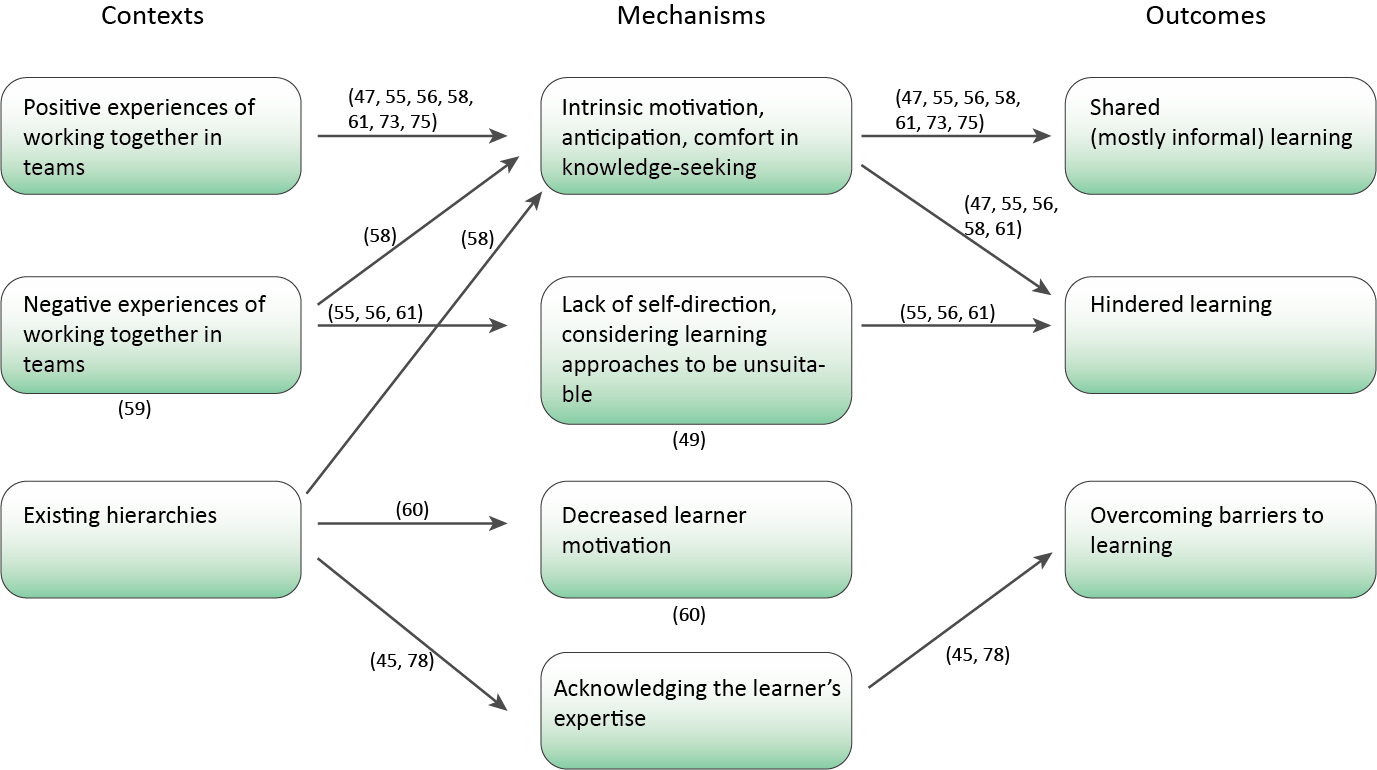 Contexts
Mechanisms
Outcomes
Positive experiences of
working together in
teams
(47, 55, 56, 58,
61, 73, 75)
Intrinsic motivation,
anticipation, comfort in
knowledge-seeking
(47, 55, 56, 58,
61, 73, 75)
Shared
(mostly informal) learning
(58)
(58)
(47, 55, 56,
58, 61)
Negative experiences of
working together in
teams
(59)
(55, 56, 61)
Lack of self-direction,
considering learning
approaches to be unsuita-
ble
(49)
(55, 56, 61)
Hindered learning
Existing hierarchies
(60)
Decreased learner
motivation
(60)
Overcoming barriers to
learning
(45, 78)
Acknowledging the learner’s
expertise
(45, 78)